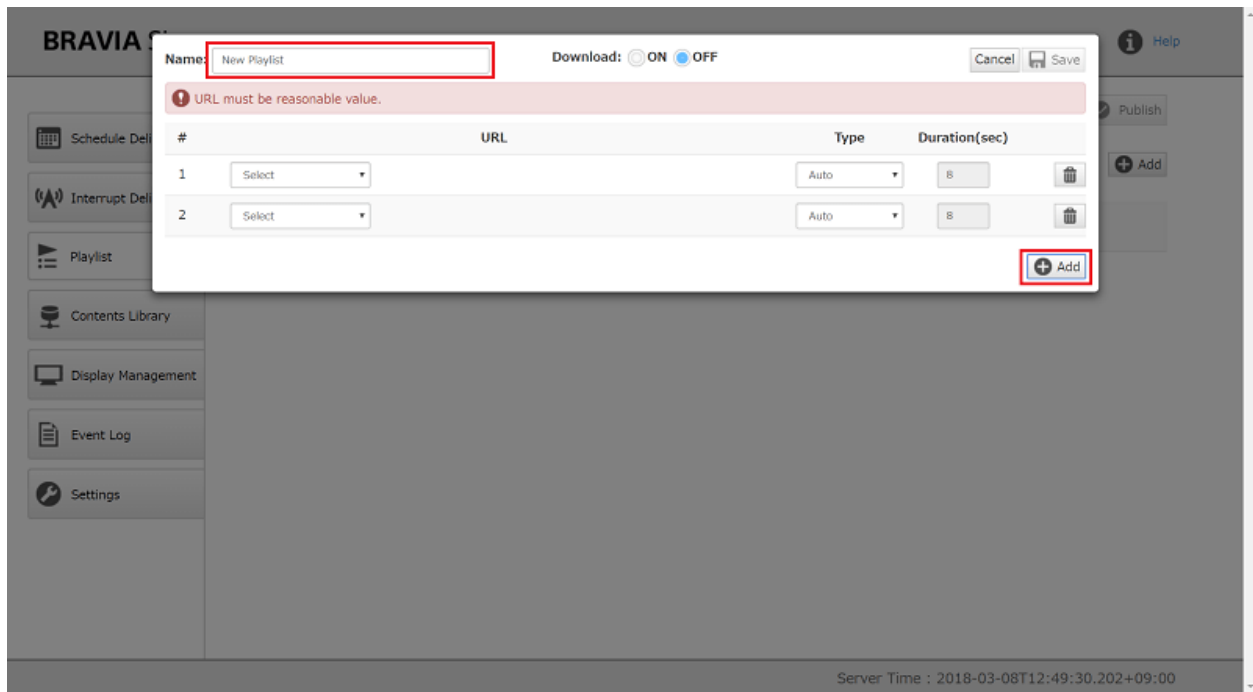 BRAVIA
Help
Name: New Playlist Download: ON OFF Cancel Save
URL must be reasonable value.
Publish
# URL Type Duration(sec)
Schedule Deli
Add
1 Select Auto 8
Interrupt Deli
2 Select Auto 8
Playlist
Add
Contents Library
Display Management
Event Log
Settings
Server Time : 2018-03-08T12:49:30.202+09:00